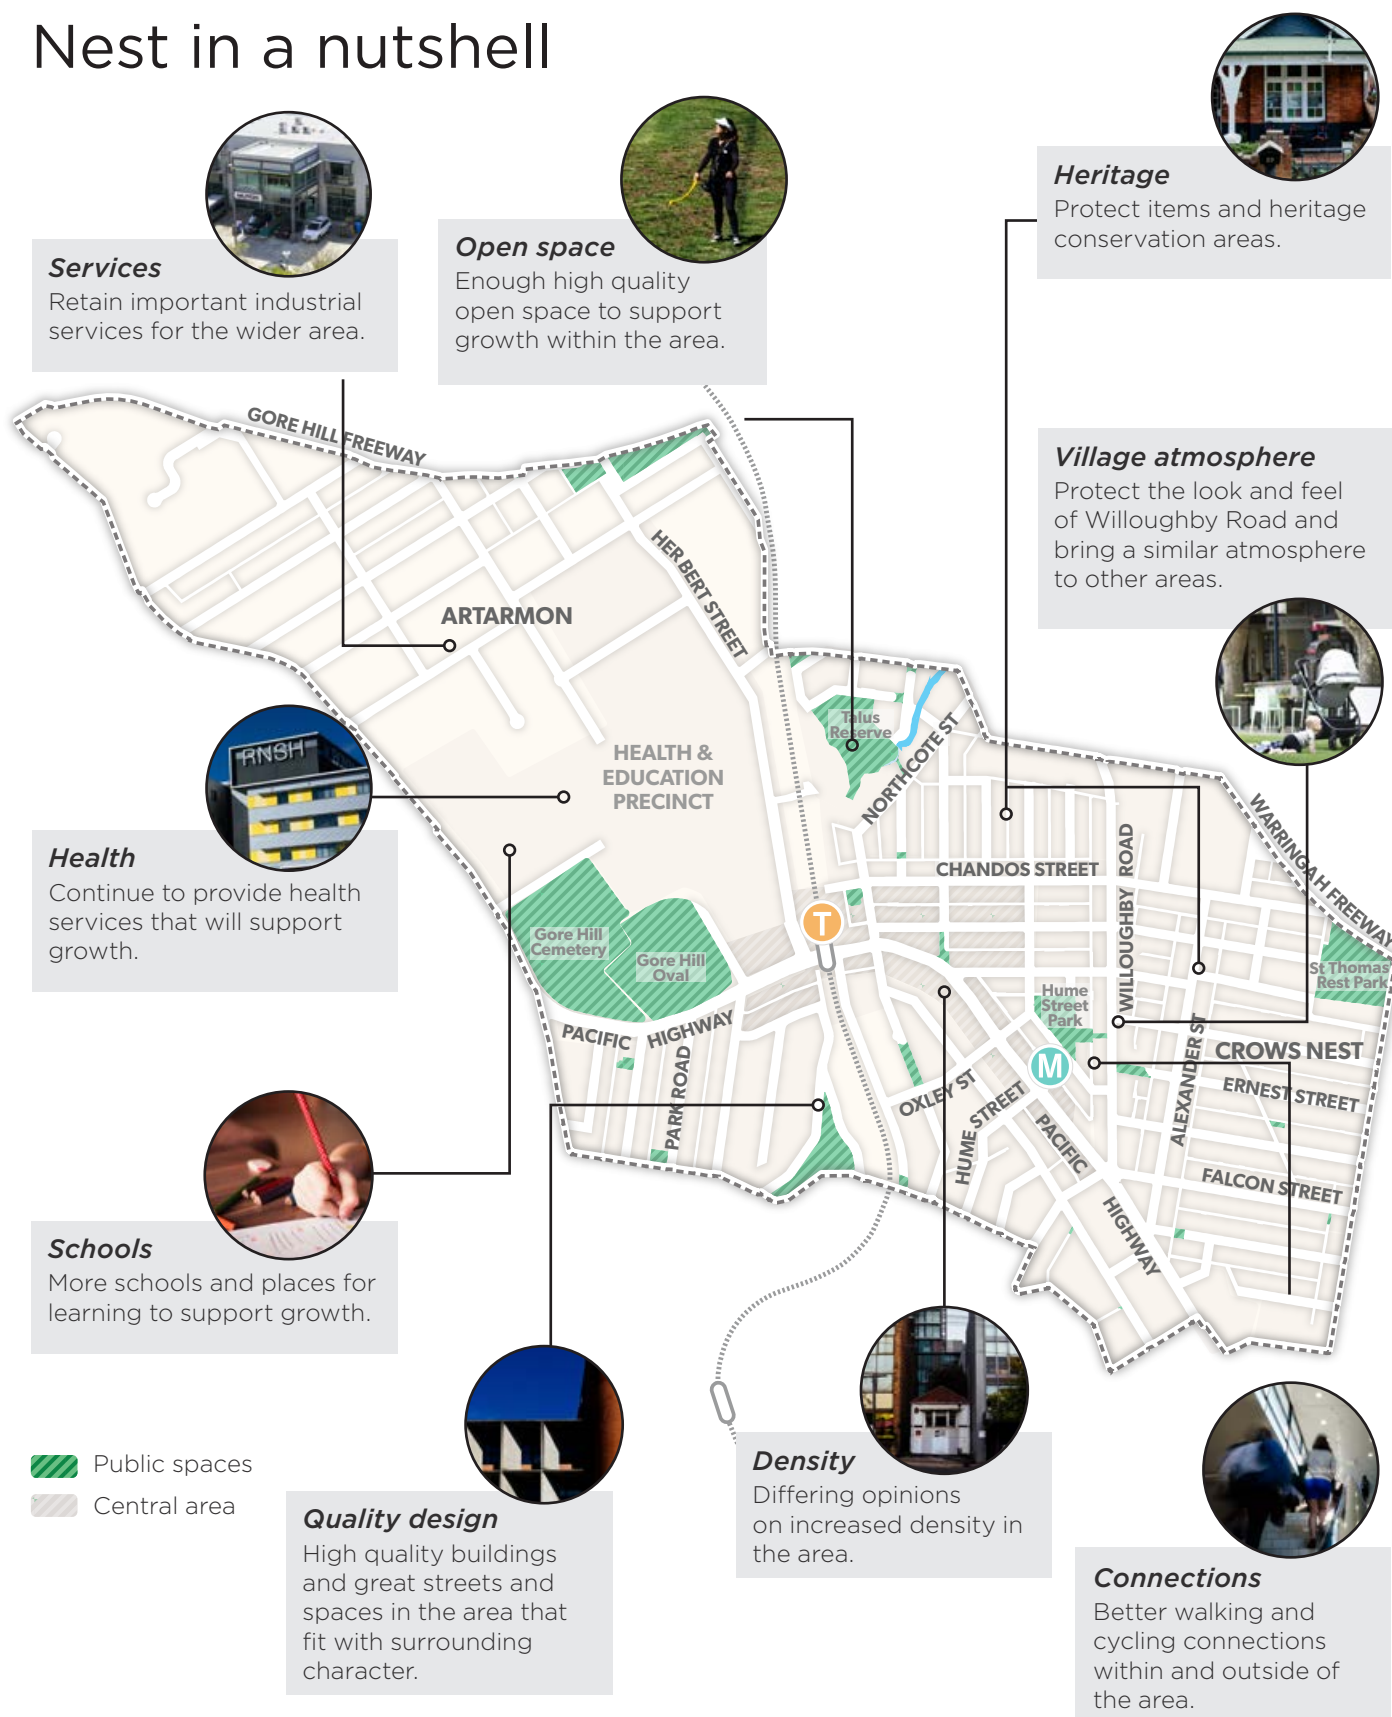 Nest in a nutshell
Heritage
Protect items and heritage
conservation areas.
Services
Retain important industrial
services for the wider area.
Open space
Enough high quality
open space to support
growth within the area.
Village atmosphere
Protect the look and feel
of Willoughby Road and
bring a similar atmosphere
to other areas.
GORE HILL FREEWAY
HERBERT STREET
ARTARMON
Talus
Reserve
NORTHCOTE ST
RNSH
HEALTH &
EDUCATION
PRECINCT
WARRINGAH FREEWAY
Health
Continue to provide health
services that will support
growth.
CHANDOS STREET
WILLOUGHBY ROAD
T
Gore Hill
Cemetery
Gore Hill
Oval
St Thomas
Rest Park
Hume
Street
Park
PACIFIC HIGHWAY
PARK ROAD
M
CROWS NEST
ALEXANDER ST
ERNEST STREET
OXLEY ST
HUME STREET
PACIFIC HIGHWAY
FALCON STREET
Schools
More schools and places for
learning to support growth.
Public spaces
Central area
Quality design
High quality buildings
and great streets and
spaces in the area that
fit with surrounding
character.
Density
Differing opinions
on increased density in
the area.
Connections
Better walking and
cycling connections
within and outside of
the area.